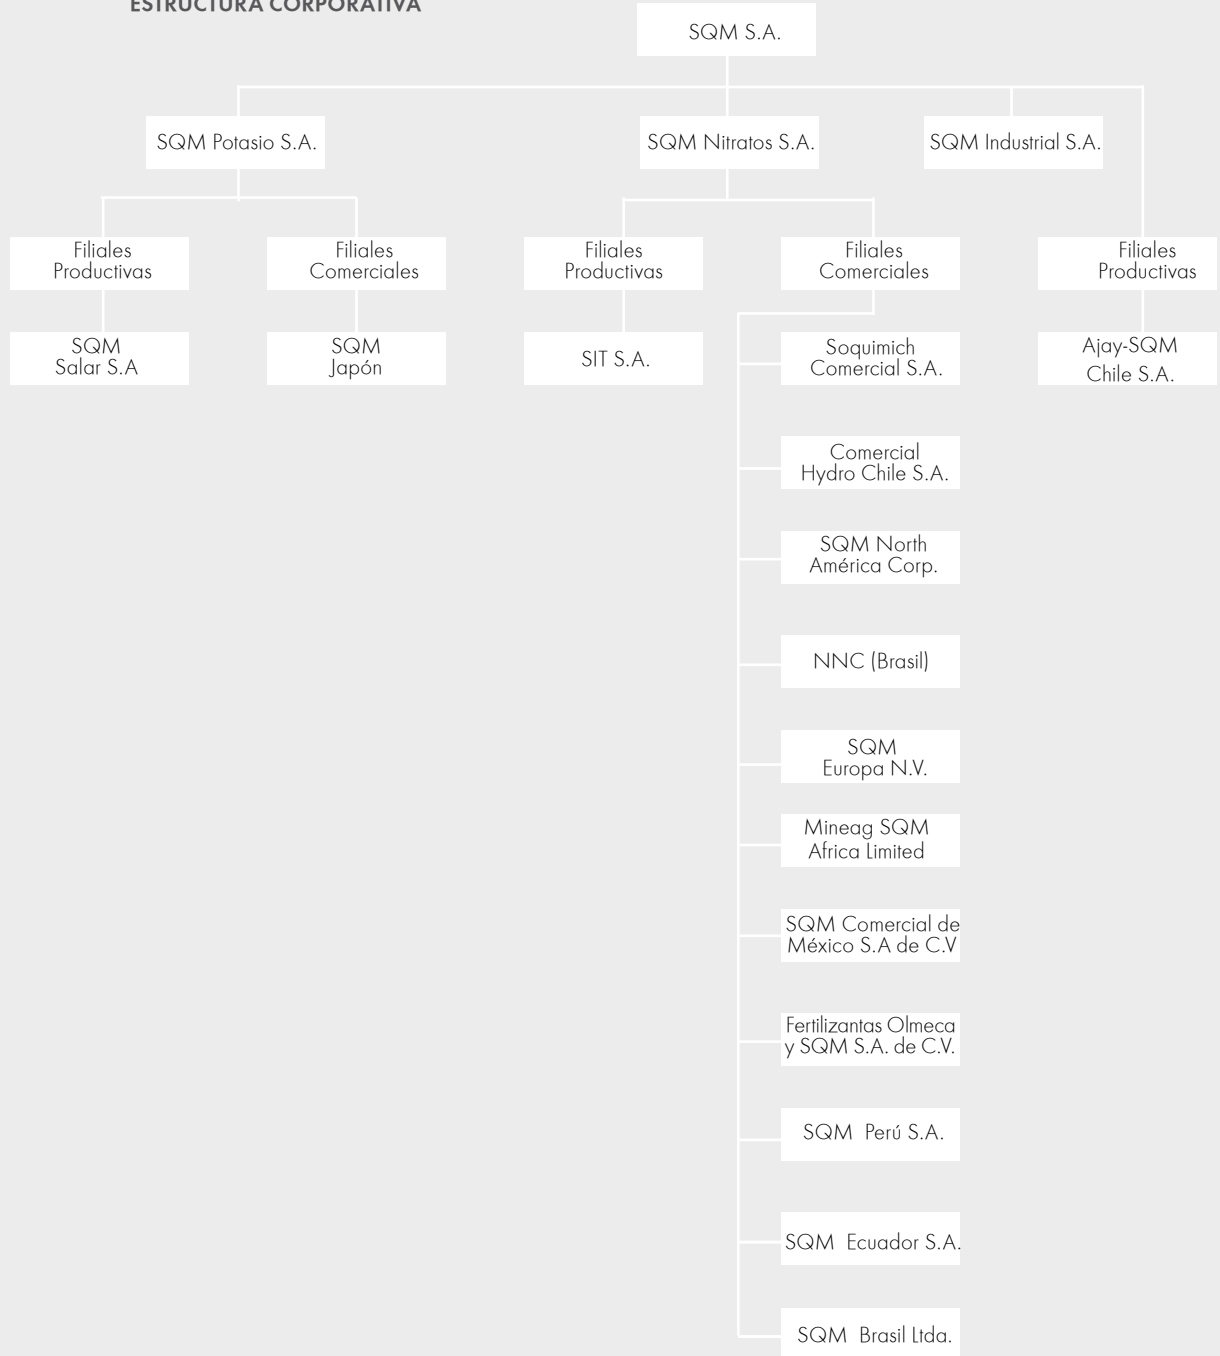 ESTRUCTURA CORPORATIVA
SQM S.A.
SQM Potasio S.A.
SQM Nitratos S.A.
SQM Industrial S.A.
Filiales
Productivas
Filiales
Comerciales
Filiales
Productivas
Filiales
Comerciales
Filiales
Productivas
SQM
Salar S.A
SQM
Japón
SIT S.A.
Soquimich
Comercial S.A.
Ajay-SQM
Chile S.A.
Comercial
Hydro Chile S.A.
SQM North
América Corp.
NNC (Brasil)
SQM
Europa N.V.
Mineag SQM
Africa Limited
SQM Comercial de
México S.A de C.V
Fertilizantas Olmeca
y SQM S.A. de C.V.
SQM Perú S.A.
SQM Ecuador S.A.
SQM Brasil Ltda.